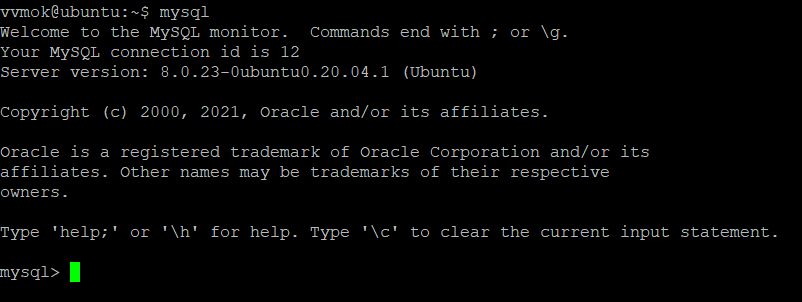 vvmok@ubuntu:~$ mysql
Welcome to the MySQL monitor.  Commands end with ; or \g.
Your MySQL connection id is 12
Server version: 8.0.23-0ubuntu0.20.04.1 (Ubuntu)
Copyright (c) 2000, 2021, Oracle and/or its affiliates.
Oracle is a registered trademark of Oracle Corporation and/or its
affiliates. Other names may be trademarks of their respective
owners.
Type 'help;' or '\h' for help. Type '\c' to clear the current input statement.
mysql>